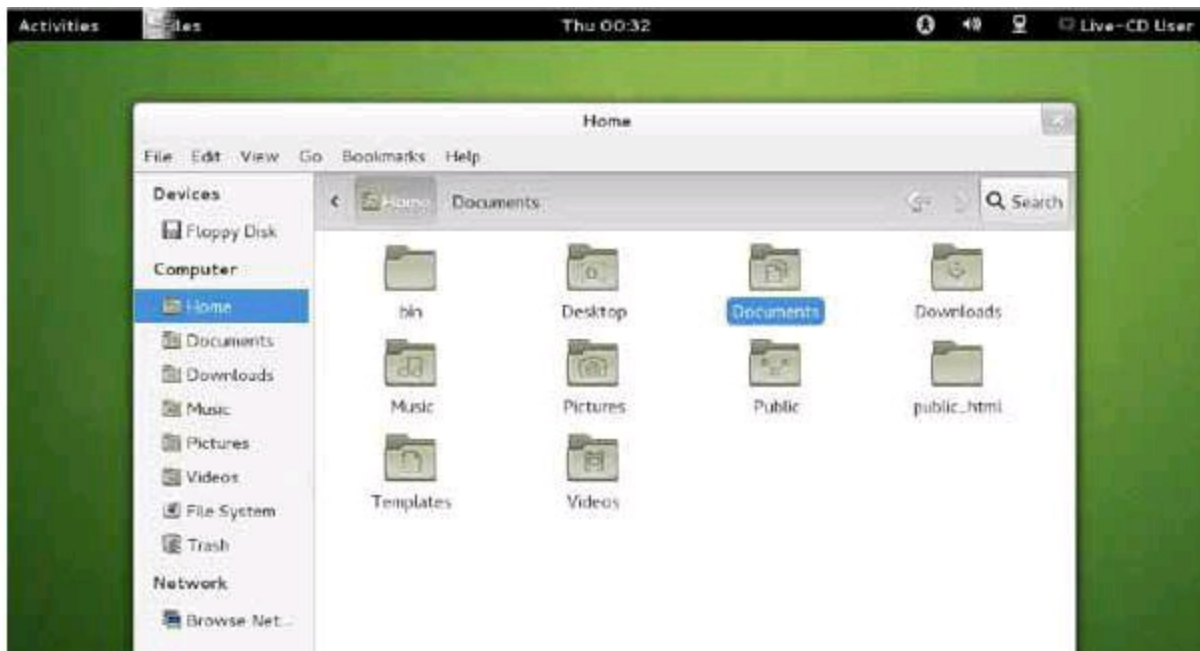 Activities Files Thu 00:32 Live-CD User
Home
File Edit View Go Bookmarks Help
Devices
Floppy Disk
Computer
Home
Documents
Downloads
Music
Pictures
Videos
File System
Trash
Network
Browse Net...
Home Documents Search
bin Desktop Documents Downloads
Music Pictures Public public_html
Templates Videos